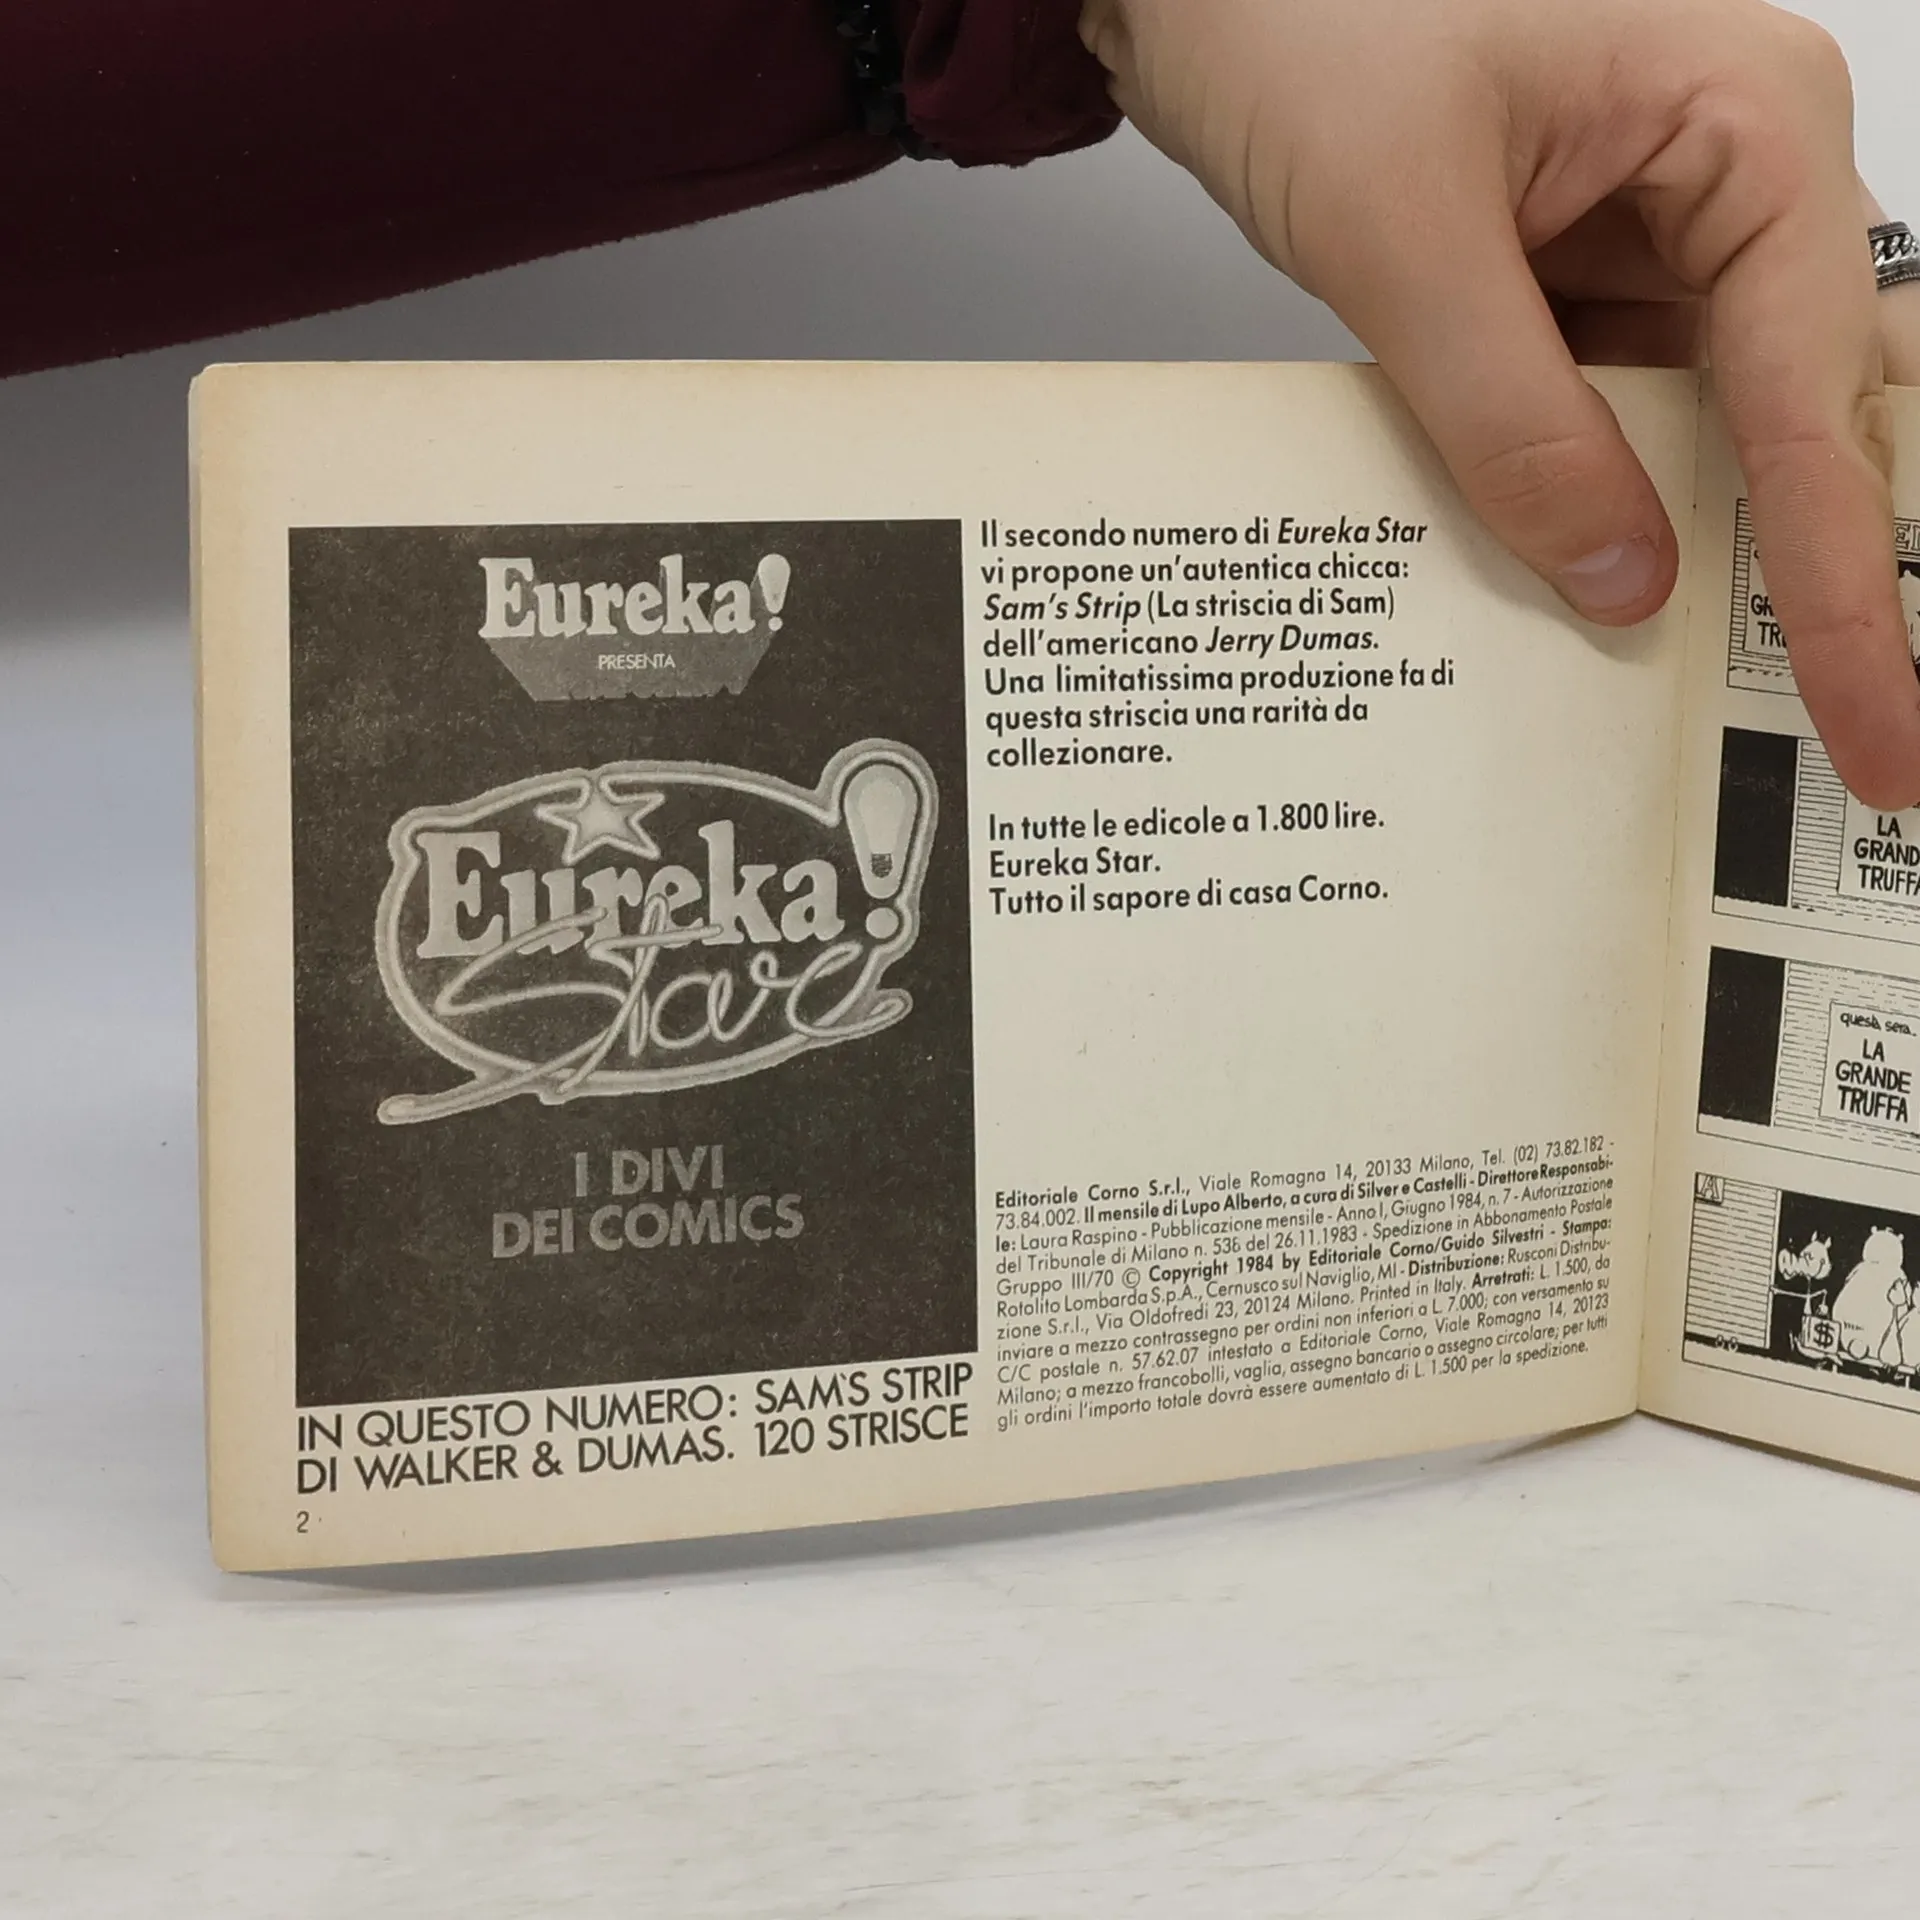 Eureka!
PRESENTA
Eureka!
Star
I DIVI
DEI COMICS
IN QUESTO NUMERO: SAM'S STRIP
DI WALKER & DUMAS. 120 STRISCE
2
Il secondo numero di Eureka Star
vi propone un'autentica chicca:
Sam's Strip (La striscia di Sam)
dell'americano Jerry Dumas.
Una limitatissima produzione fa di
questa striscia una rarità da
collezionare.
In tutte le edicole a 1.800 lire.
Eureka Star.
Tutto il sapore di casa Corno.
Editoriale Corno S.r.l., Viale Romagna 14, 20133 Milano, Tel. (02) 73.82.182 -
73.84.002. Il mensile di Lupo Alberto, a cura di Silver e Castelli - Direttore Responsabi-
le: Laura Raspino - Pubblicazione mensile - Anno I, Giugno 1984, n. 7 - Autorizzazione
del Tribunale di Milano n. 538 del 26.11.1983 - Spedizione in Abbonamento Postale
Gruppo III/70 © Copyright 1984 by Editoriale Corno/Guido Silvestri - Stampa:
Rotolito Lombarda S.p.A., Cernusco sul Naviglio, MI - Distribuzione: Rusconi Distribu-
zione S.r.l., Via Oldofredi 23, 20124 Milano. Printed in Italy. Arretrati: L. 1.500, da
inviare a mezzo contrassegno per ordini non inferiori a L. 7.000; con versamento su
C/C postale n. 57.62.07 intestato a Editoriale Corno, Viale Romagna 14, 20123
Milano; a mezzo francobolli, vaglia, assegno bancario o assegno circolare; per tutti
gli ordini l'importo totale dovrà essere aumentato di L. 1.500 per la spedizione.
LA
GRAND
TRUFFA
questa sera.
LA
GRANDE
TRUFFA
$